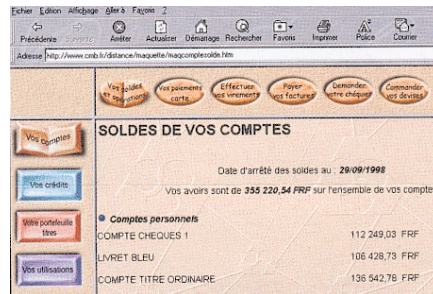 Fichier Edition Affichage Aller à Favoris ?
Précédente Suivante Arrêter Actualiser Démarrage Rechercher Favoris Imprimer Police Courrier
Adresse http://www.cmb.fr/distance/maquette/maqcomptesolde.htm
Vos soldes et opérations
Vos paiements carte
Effectuer vos virements
Payer vos factures
Demander votre chéquier
Commander vos devises
Vos comptes
SOLDES DE VOS COMPTES
Date d'arrêté des soldes au : 29/09/1998
Vos crédits
Vos avoirs sont de 355 220,54 FRF sur l'ensemble de vos compte
Votre portefeuille titres
Comptes personnels
COMPTE CHEQUES 1 112 249,03 FRF
LIVRET BLEU 106 428,73 FRF
Vos utilisations
COMPTE TITRE ORDINAIRE 136 542,78 FRF